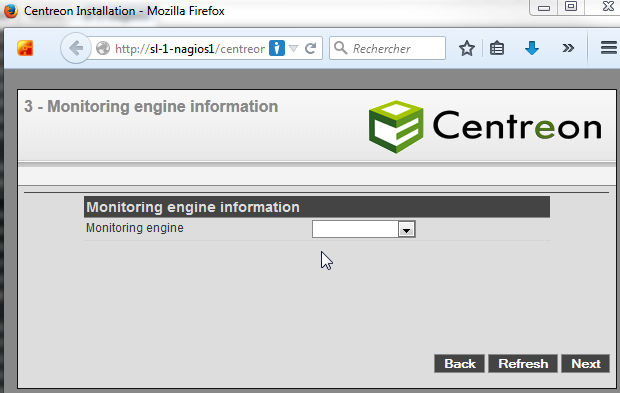 Centreon Installation - Mozilla Firefox
http://sl-1-nagios1/centreor
Rechercher
3 - Monitoring engine information
Centreon
Monitoring engine information
Monitoring engine
Back Refresh Next